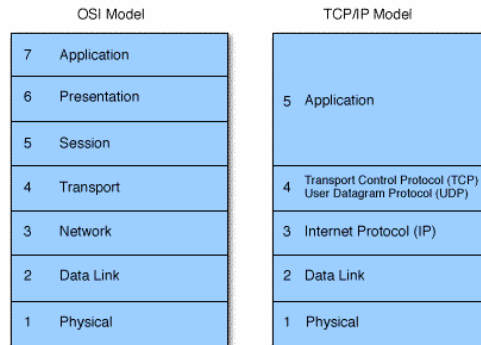 OSI Model
7 Application
6 Presentation
5 Session
4 Transport
3 Network
2 Data Link
1 Physical
TCP/IP Model
5 Application
4 Transport Control Protocol (TCP)
User Datagram Protocol (UDP)
3 Internet Protocol (IP)
2 Data Link
1 Physical